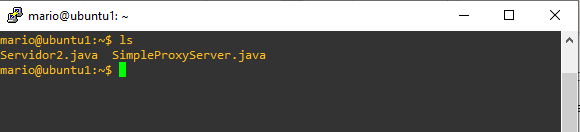 mario@ubuntu1: ~
mario@ubuntu1:~$ ls
Servidor2.java  SimpleProxyServer.java
mario@ubuntu1:~$